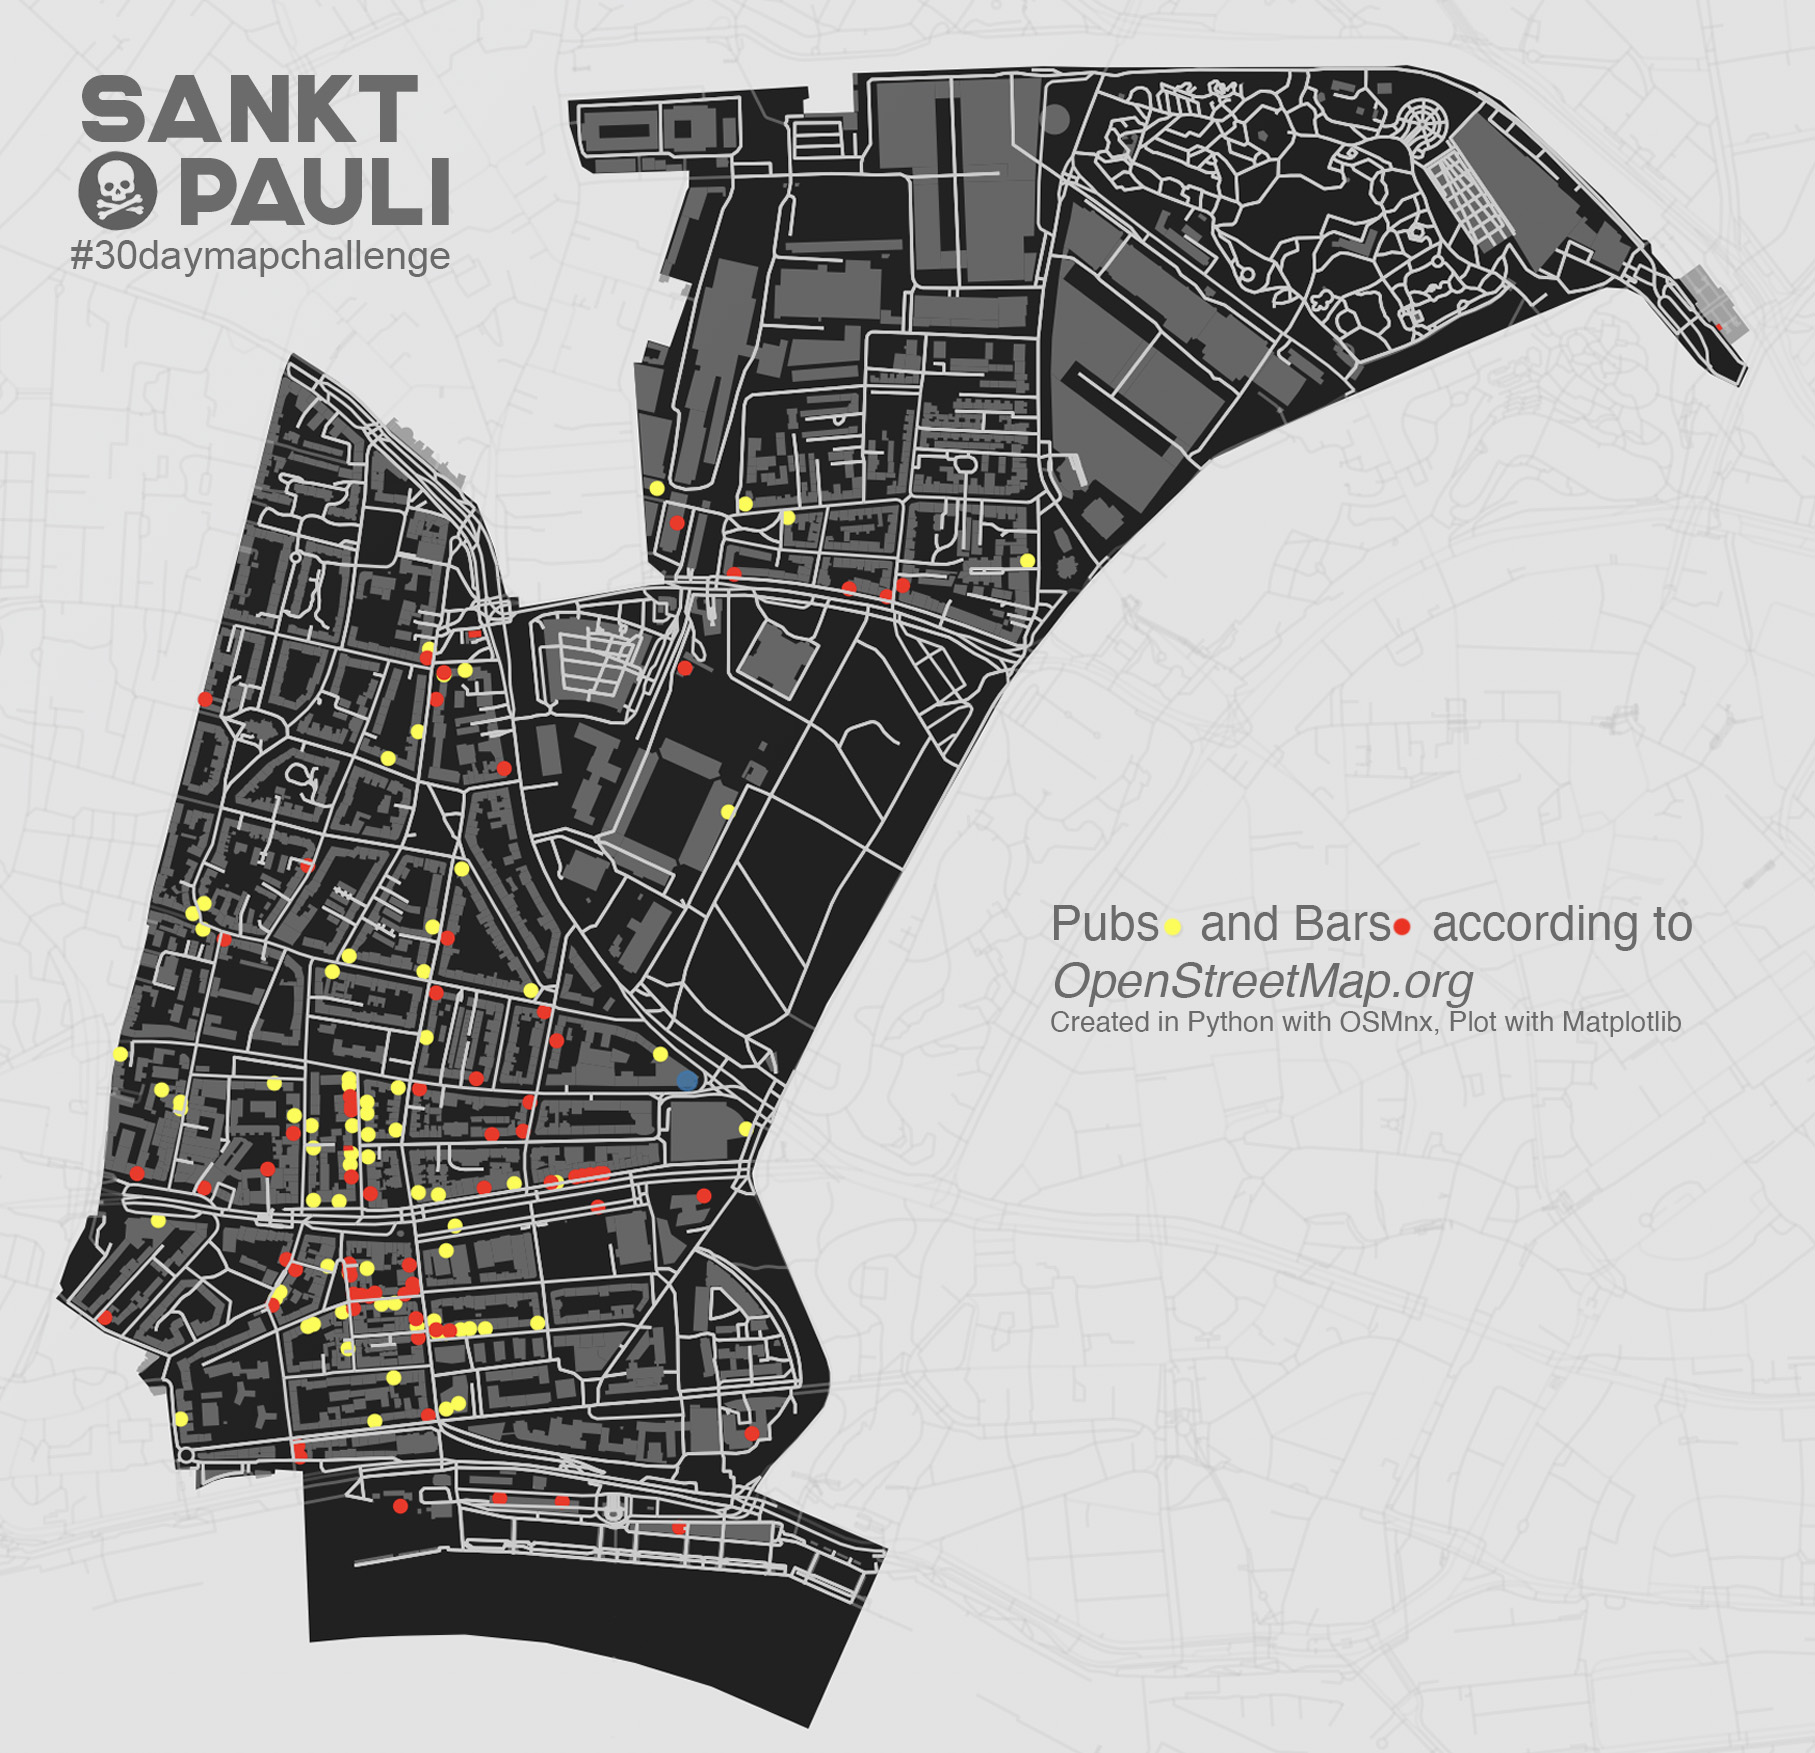 SANKT
PAULI
#30daymapchallenge
Pubs and Bars according to
OpenStreetMap.org
Created in Python with OSMnx, Plot with Matplotlib